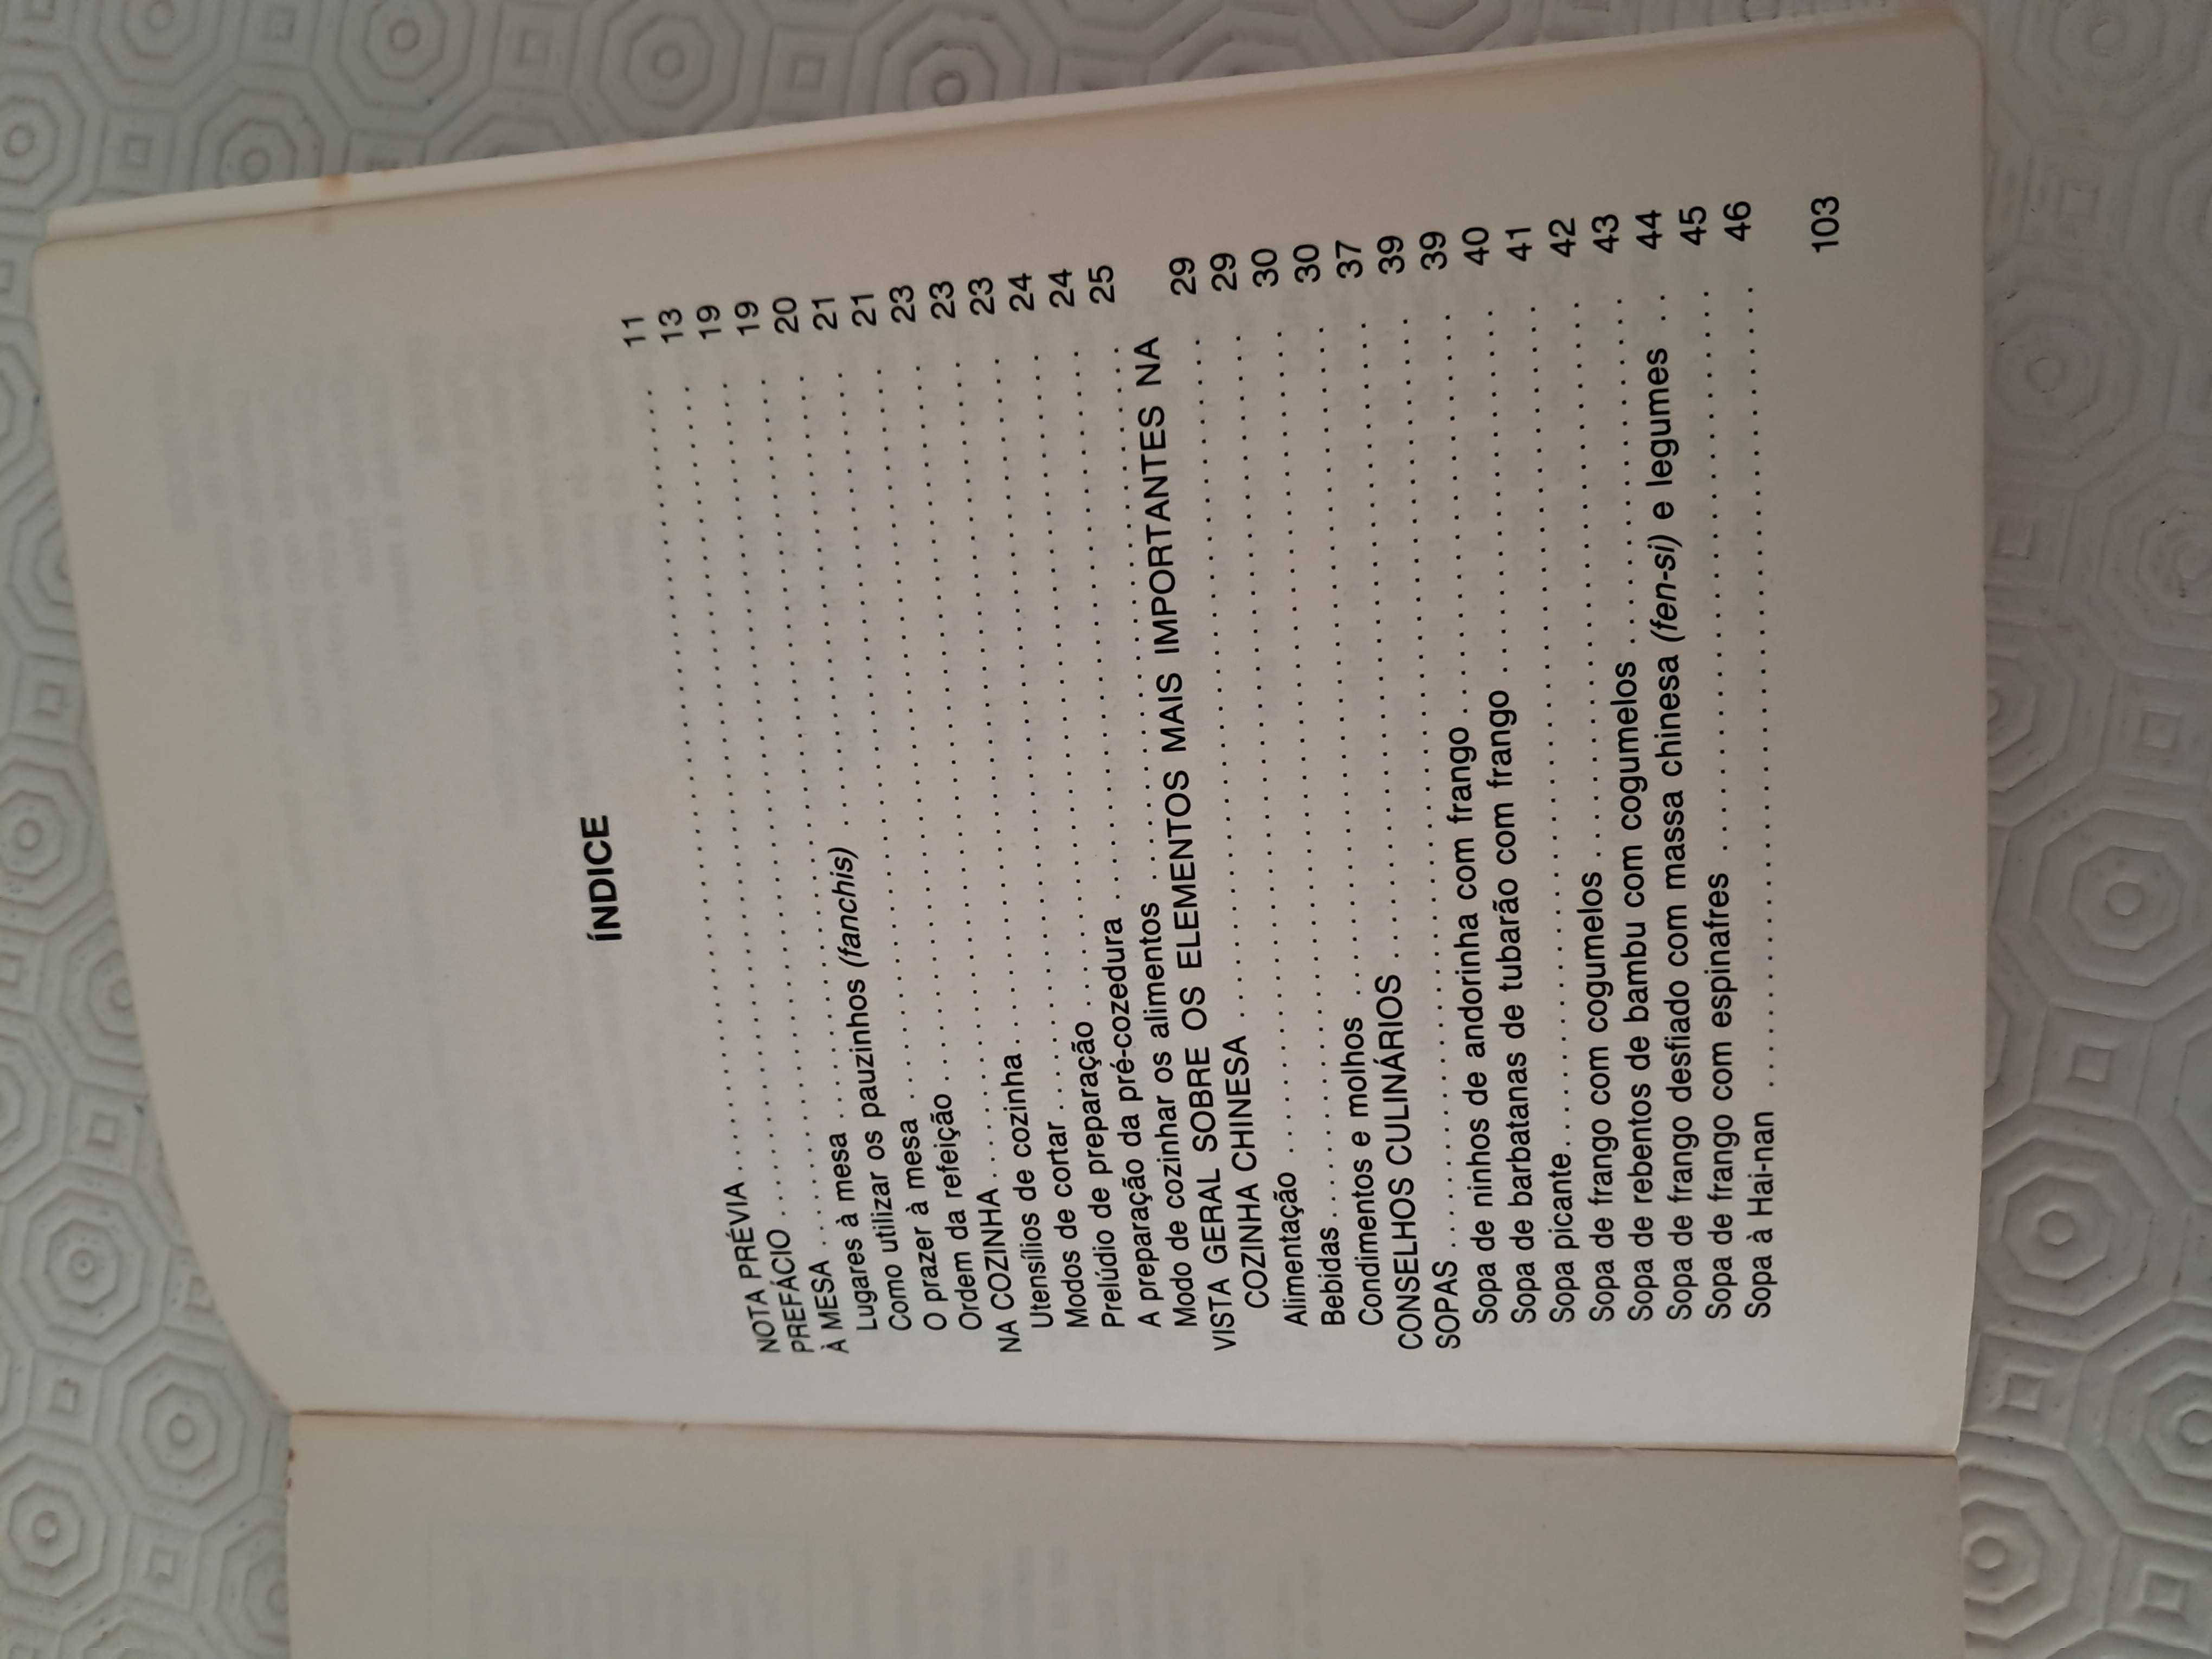 ÍNDICE
NOTA PRÉVIA . . . . . . . . . . 11
PREFÁCIO . . . . . . . . . . 13
À MESA . . . . . . . . . . 19
Lugares à mesa . . . . . . . . . . 19
Como utilizar os pauzinhos (fanchis) . . . . . . . . . . 20
O prazer à mesa . . . . . . . . . . 21
Ordem da refeição . . . . . . . . . . 21
NA COZINHA . . . . . . . . . . 23
Utensílios de cozinha . . . . . . . . . . 23
Modos de cortar . . . . . . . . . . 23
Prelúdio de preparação . . . . . . . . . . 24
A preparação da pré-cozedura . . . . . . . . . . 24
Modo de cozinhar os alimentos . . . . . . . . . . 25
VISTA GERAL SOBRE OS ELEMENTOS MAIS IMPORTANTES NA
COZINHA CHINESA . . . . . . . . . . 29
Alimentação . . . . . . . . . . 29
Bebidas . . . . . . . . . . 30
Condimentos e molhos . . . . . . . . . . 30
CONSELHOS CULINÁRIOS . . . . . . . . . . 37
SOPAS . . . . . . . . . . 39
Sopa de ninhos de andorinha com frango . . . . . . . . . . 39
Sopa de barbatanas de tubarão com frango . . . . . . . . . . 40
Sopa picante . . . . . . . . . . 41
Sopa de frango com cogumelos . . . . . . . . . . 42
Sopa de rebentos de bambu com cogumelos . . . . . . . . . . 43
Sopa de frango desfiado com massa chinesa (fen-si) e legumes . . 44
Sopa de frango com espinafres . . . . . . . . . . 45
Sopa à Hai-nan . . . . . . . . . . 46
103